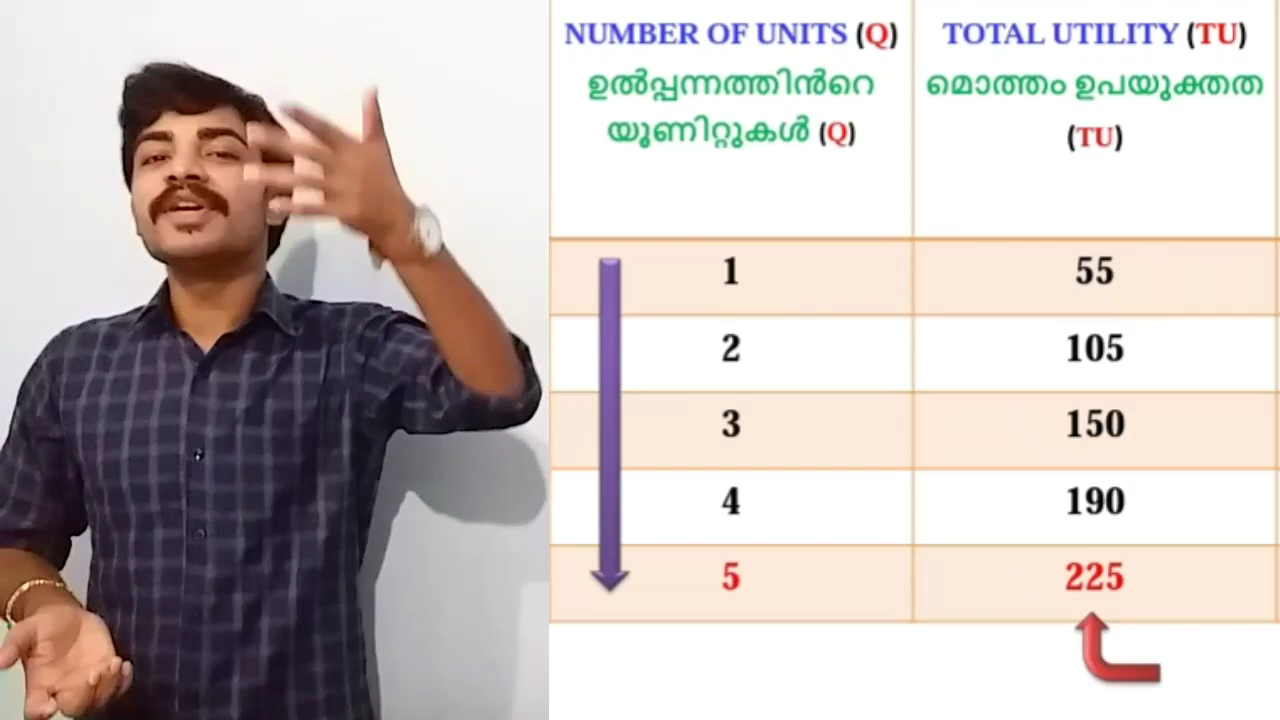 NUMBER OF UNITS (Q)
ഉൽപ്പന്നത്തിൻറെ
യൂണിറ്റുകൾ (Q)
TOTAL UTILITY (TU)
മൊത്തം ഉപയുക്തത
(TU)
1 55
2 105
3 150
4 190
5 225